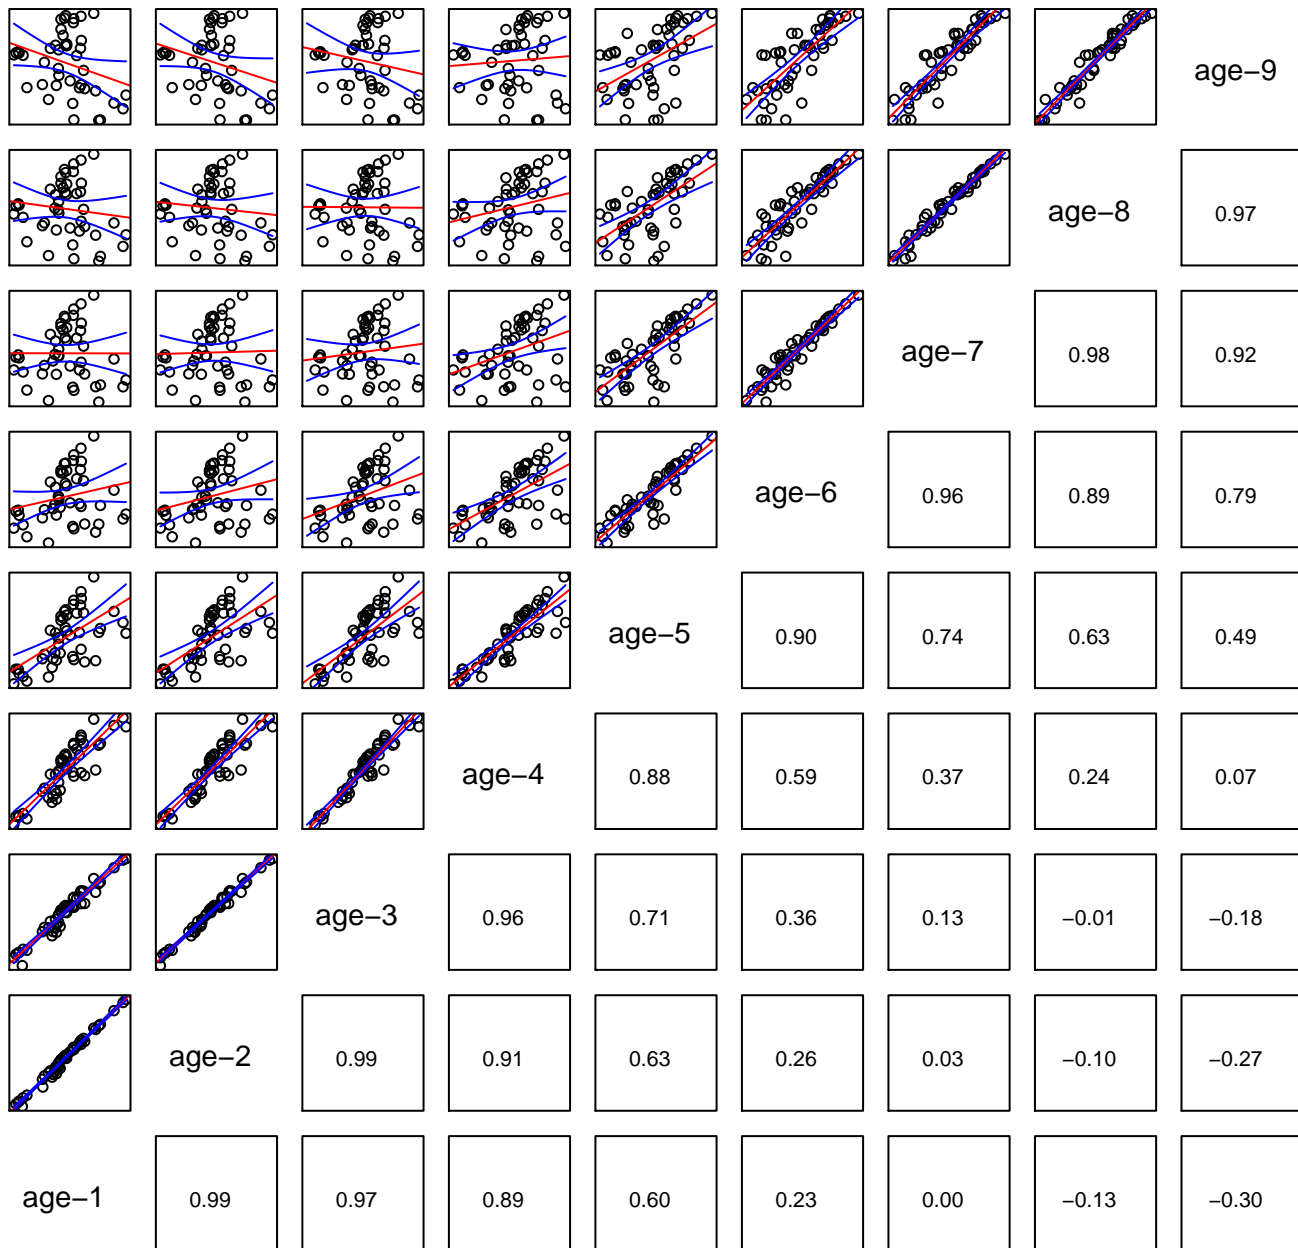 age−9
age−8 0.97
age−7 0.98 0.92
age−6 0.96 0.89 0.79
age−5 0.90 0.74 0.63 0.49
age−4 0.88 0.59 0.37 0.24 0.07
age−3 0.96 0.71 0.36 0.13 −0.01 −0.18
age−2 0.99 0.91 0.63 0.26 0.03 −0.10 −0.27
age−1 0.99 0.97 0.89 0.60 0.23 0.00 −0.13 −0.30